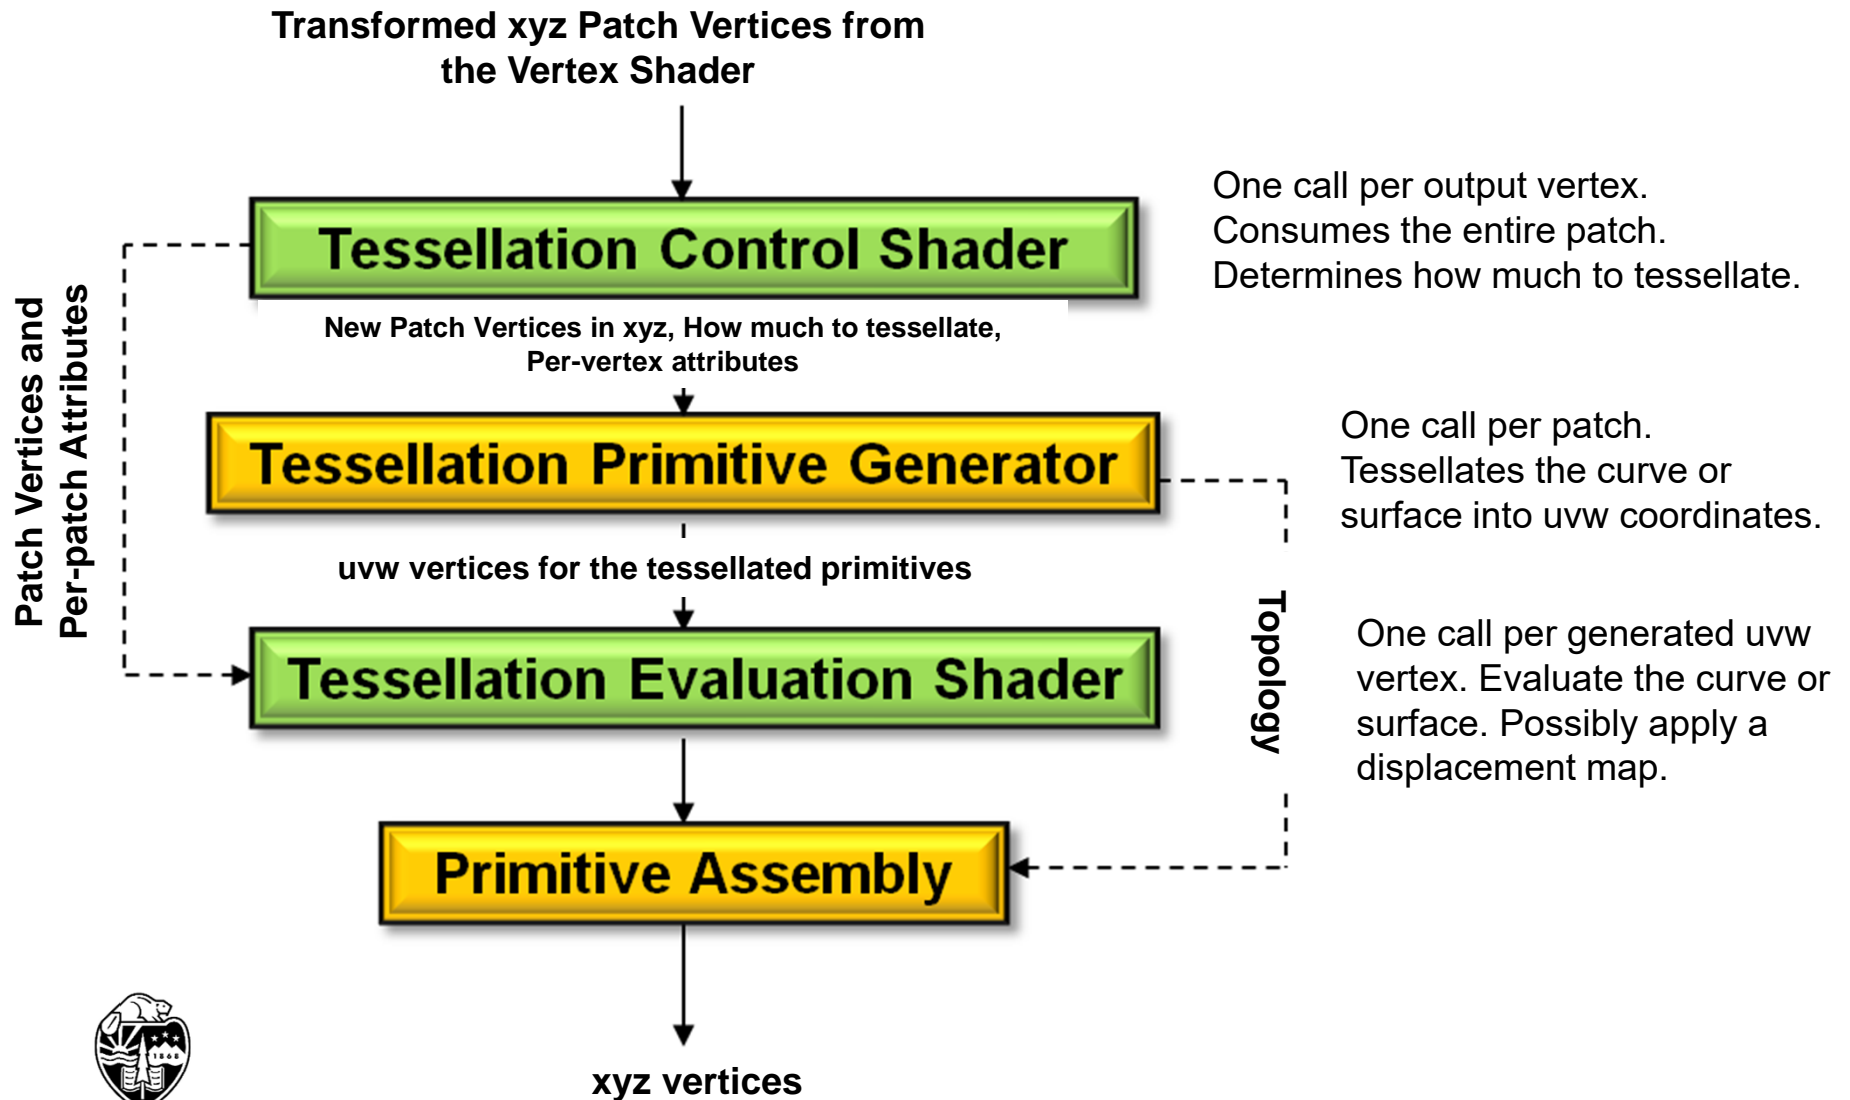 Transformed xyz Patch Vertices from
the Vertex Shader
Tessellation Control Shader
One call per output vertex.
Consumes the entire patch.
Determines how much to tessellate.
Patch Vertices and
Per-patch Attributes
New Patch Vertices in xyz, How much to tessellate,
Per-vertex attributes
Tessellation Primitive Generator
One call per patch.
Tessellates the curve or
surface into uvw coordinates.
uvw vertices for the tessellated primitives
Topology
Tessellation Evaluation Shader
One call per generated uvw
vertex. Evaluate the curve or
surface. Possibly apply a
displacement map.
Primitive Assembly
1868
xyz vertices